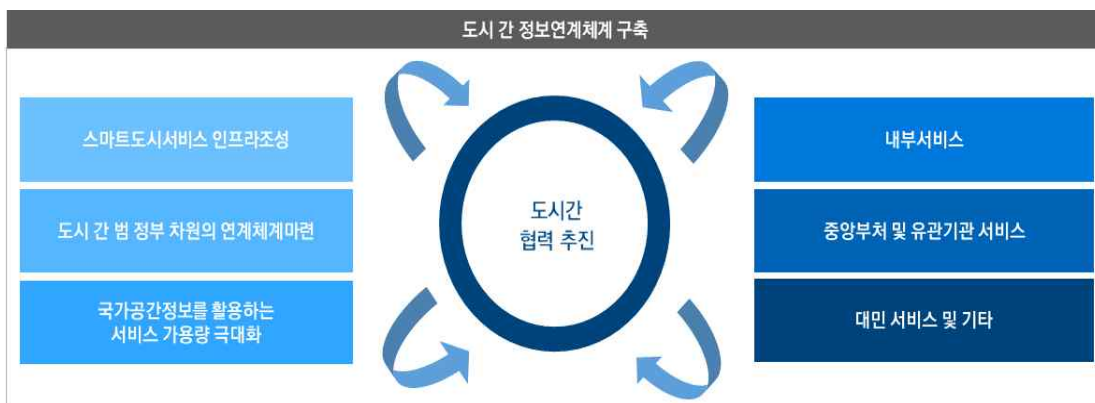 도시 간 정보연계체계 구축
스마트도시서비스 인프라조성
도시 간 범 정부 차원의 연계체계마련
국가공간정보를 활용하는
서비스 가용량 극대화
도시간
협력 추진
내부서비스
중앙부처 및 유관기관 서비스
대민 서비스 및 기타